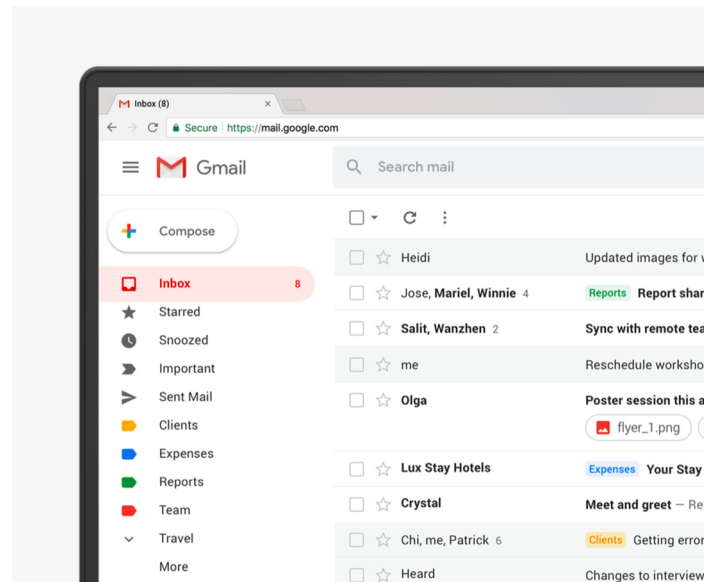 Inbox (8)
Secure https://mail.google.com
Gmail
Search mail
Compose
Inbox 8
Starred
Snoozed
Important
Sent Mail
Clients
Expenses
Reports
Team
Travel
More
Heidi Updated images for
Jose, Mariel, Winnie 4 Reports Report shar
Salit, Wanzhen 2 Sync with remote tea
me Reschedule worksho
Olga Poster session this a
flyer_1.png
Lux Stay Hotels Expenses Your Stay
Crystal Meet and greet — Re
Chi, me, Patrick 6 Clients Getting error
Heard Changes to interview